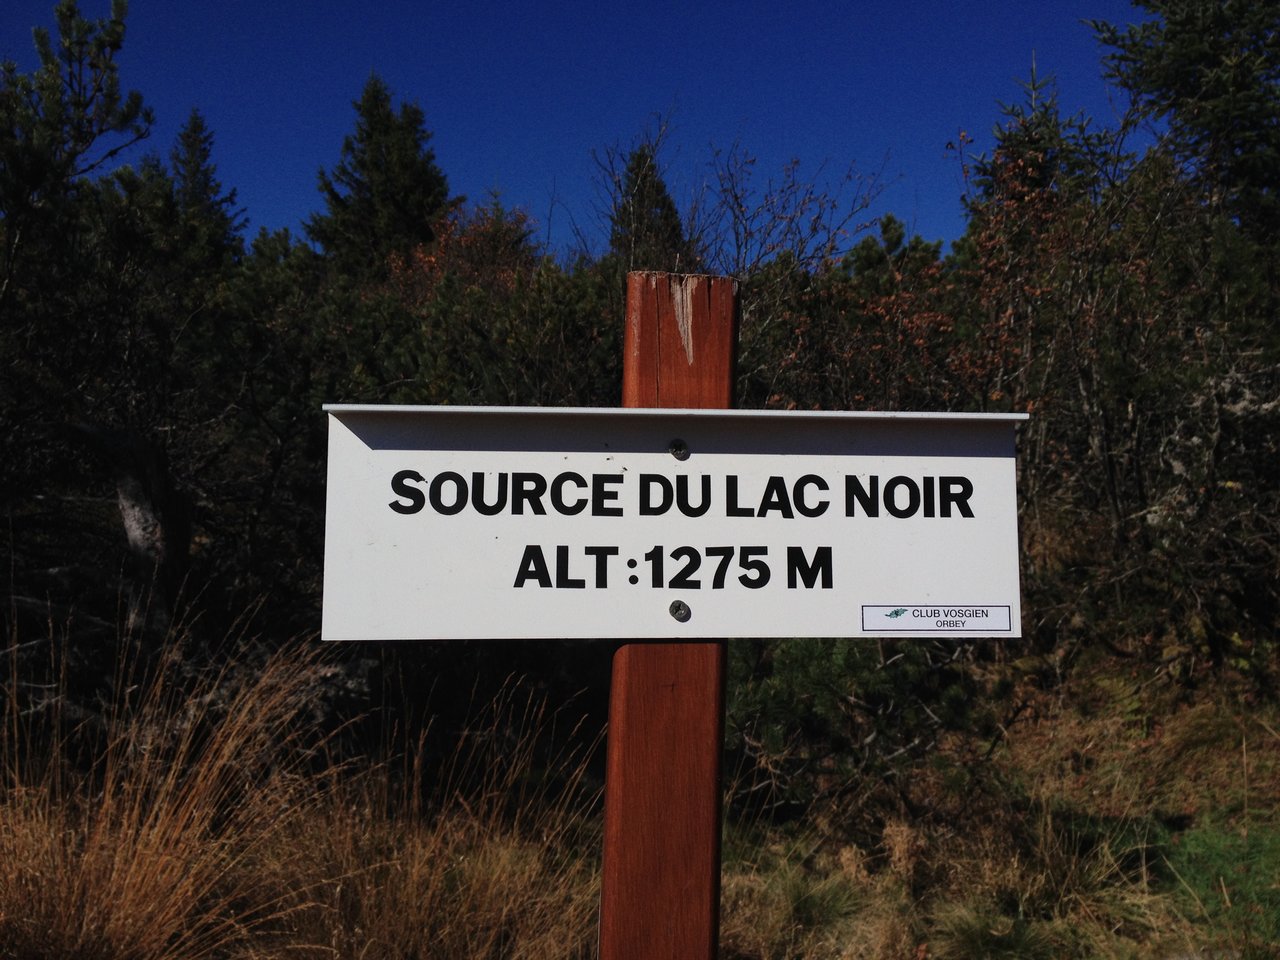 SOURCE DU LAC NOIR
ALT : 1275 M
CLUB VOSGIEN
ORBEY